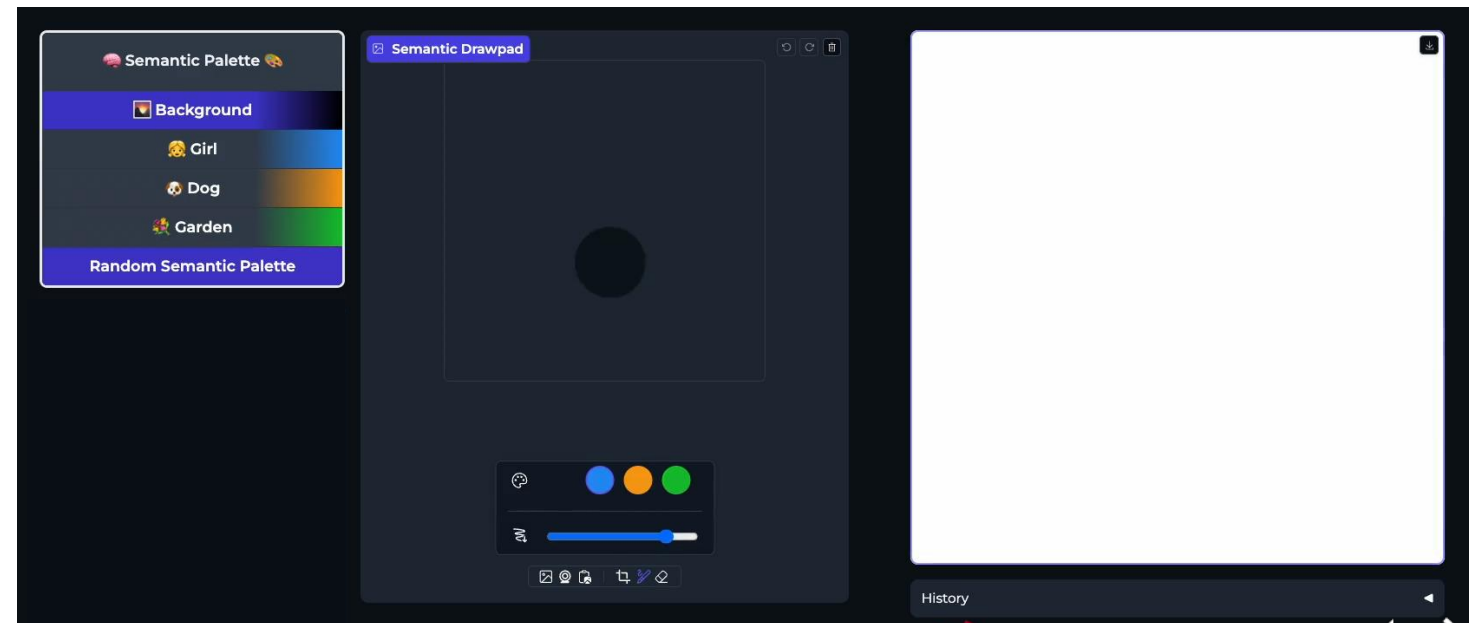 Semantic Palette
Background
Girl
Dog
Garden
Random Semantic Palette
Semantic Drawpad
History